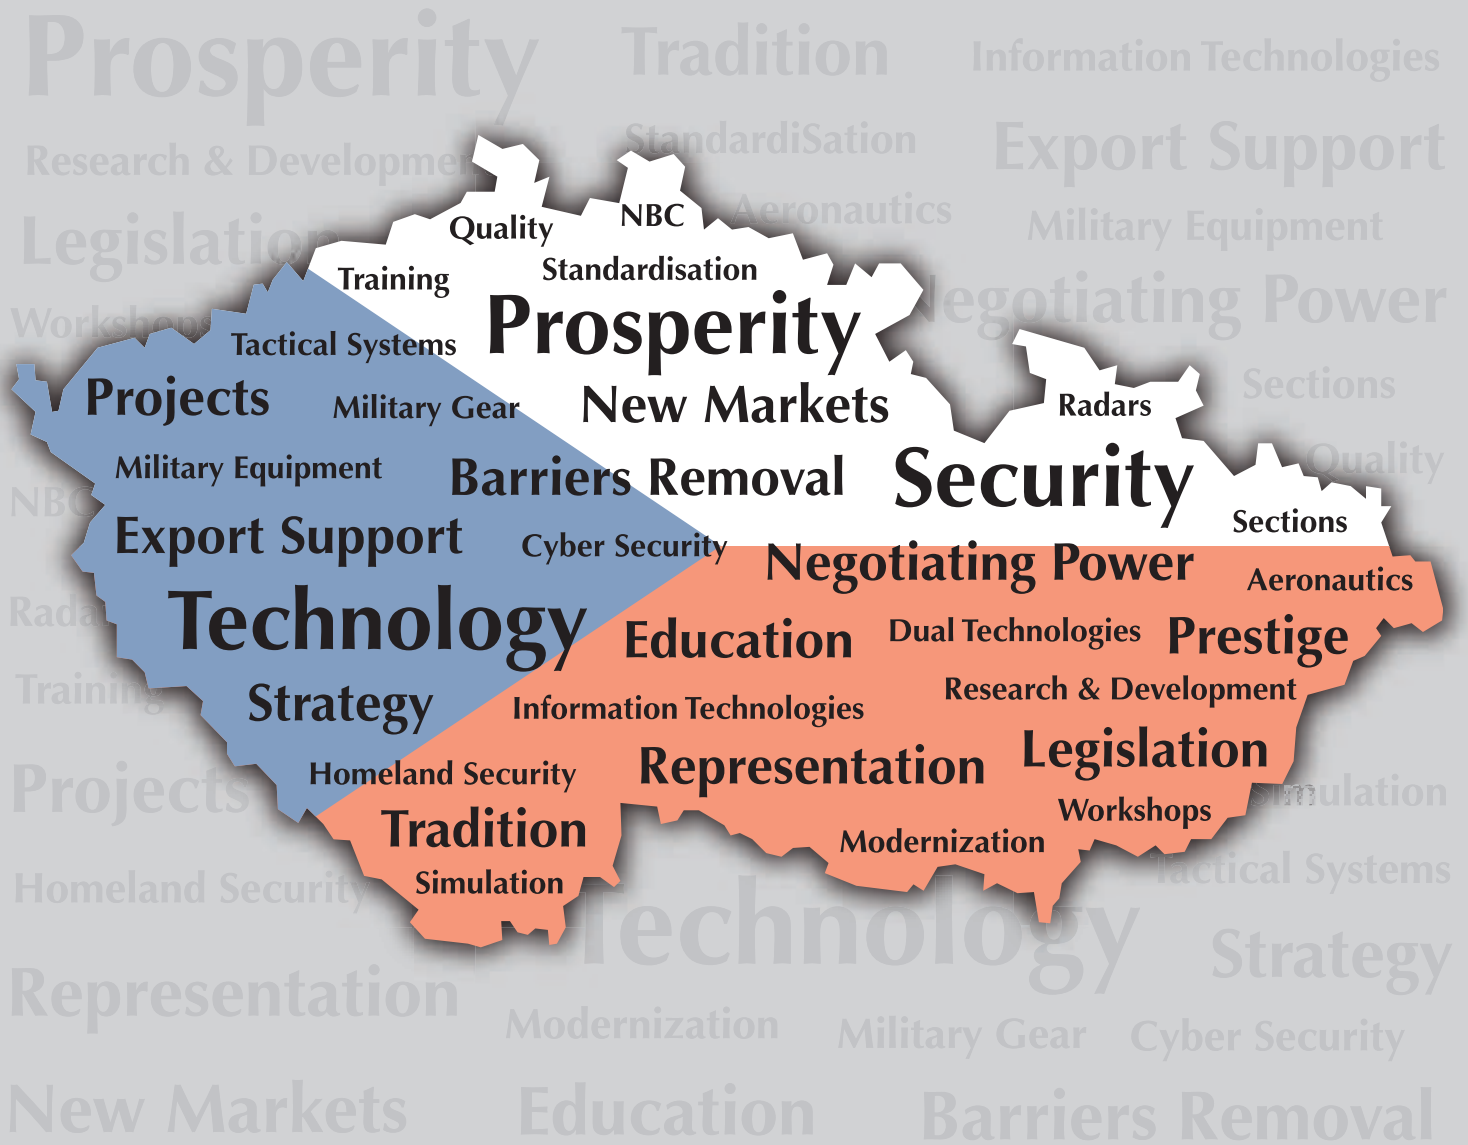 Prosperity
Tradition
Information Technologies
StandardiSation
Export Support
Research & Development
Aeronautics
Military Equipment
Legislation
Quality
NBC
Training
Standardisation
Negotiating Power
Prosperity
Workshops
Tactical Systems
Projects
Military Gear
New Markets
Radars
Sections
Military Equipment
Barriers Removal
Security
Quality
NBC
Export Support
Cyber Security
Sections
Negotiating Power
Aeronautics
Radars
Technology
Education
Dual Technologies
Prestige
Training
Strategy
Information Technologies
Research & Development
Legislation
Projects
Homeland Security
Representation
Simulation
Workshops
Tradition
Modernization
Tactical Systems
Homeland Security
Simulation
Technology
Strategy
Representation
Modernization
Military Gear
Cyber Security
New Markets
Education
Barriers Removal